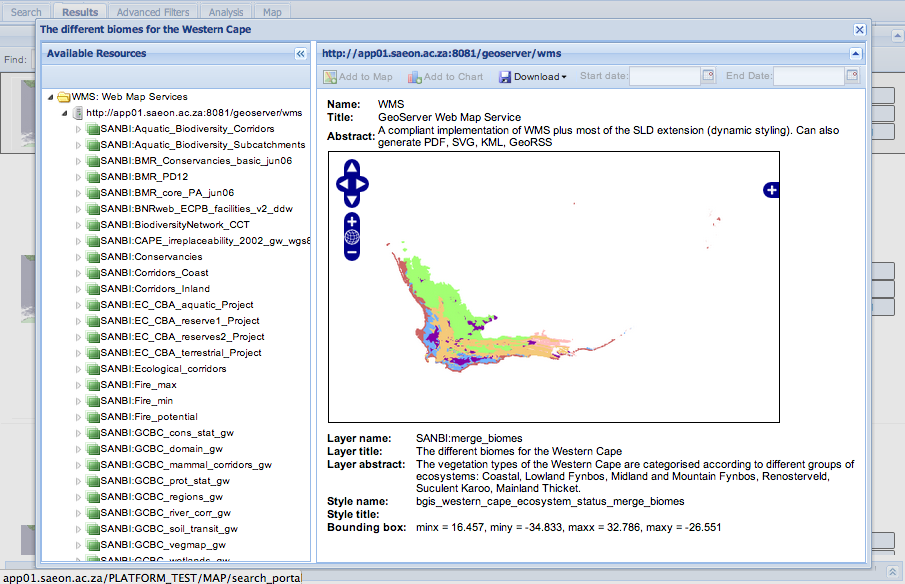 Search
Results
Advanced Filters
Analysis
Map
The different biomes for the Western Cape
Find:
Available Resources
WMS: Web Map Services
http://app01.saeon.ac.za:8081/geoserver/wms
SANBI:Aquatic_Biodiversity_Corridors
SANBI:Aquatic_Biodiversity_Subcatchments
SANBI:BMR_Conservancies_basic_jun06
SANBI:BMR_PD12
SANBI:BMR_core_PA_jun06
SANBI:BNRweb_ECPB_facilities_v2_ddw
SANBI:BiodiversityNetwork_CCT
SANBI:CAPE_irreplaceability_2002_gw_wgs8
SANBI:Conservancies
SANBI:Corridors_Coast
SANBI:Corridors_Inland
SANBI:EC_CBA_aquatic_Project
SANBI:EC_CBA_reserve1_Project
SANBI:EC_CBA_reserves2_Project
SANBI:EC_CBA_terrestrial_Project
SANBI:Ecological_corridors
SANBI:Fire_max
SANBI:Fire_min
SANBI:Fire_potential
SANBI:GCBC_cons_stat_gw
SANBI:GCBC_domain_gw
SANBI:GCBC_mammal_corridors_gw
SANBI:GCBC_prot_stat_gw
SANBI:GCBC_regions_gw
SANBI:GCBC_river_corr_gw
SANBI:GCBC_soil_transit_gw
SANBI:GCBC_vegmap_gw
SANBI:GCBC_wetlands_gw
http://app01.saeon.ac.za:8081/geoserver/wms
Add to Map
Add to Chart
Download
Start date:
End Date:
Name: WMS
Title: GeoServer Web Map Service
Abstract: A compliant implementation of WMS plus most of the SLD extension (dynamic styling). Can also
generate PDF, SVG, KML, GeoRSS
Layer name: SANBI:merge_biomes
Layer title: The different biomes for the Western Cape
Layer abstract: The vegetation types of the Western Cape are categorised according to different groups of
ecosystems: Coastal, Lowland Fynbos, Midland and Mountain Fynbos, Renosterveld,
Suculent Karoo, Mainland Thicket.
Style name: bgis_western_cape_ecosystem_status_merge_biomes
Style title:
Bounding box: minx = 16.457, miny = -34.833, maxx = 32.786, maxy = -26.551
app01.saeon.ac.za/PLATFORM_TEST/MAP/search_porta